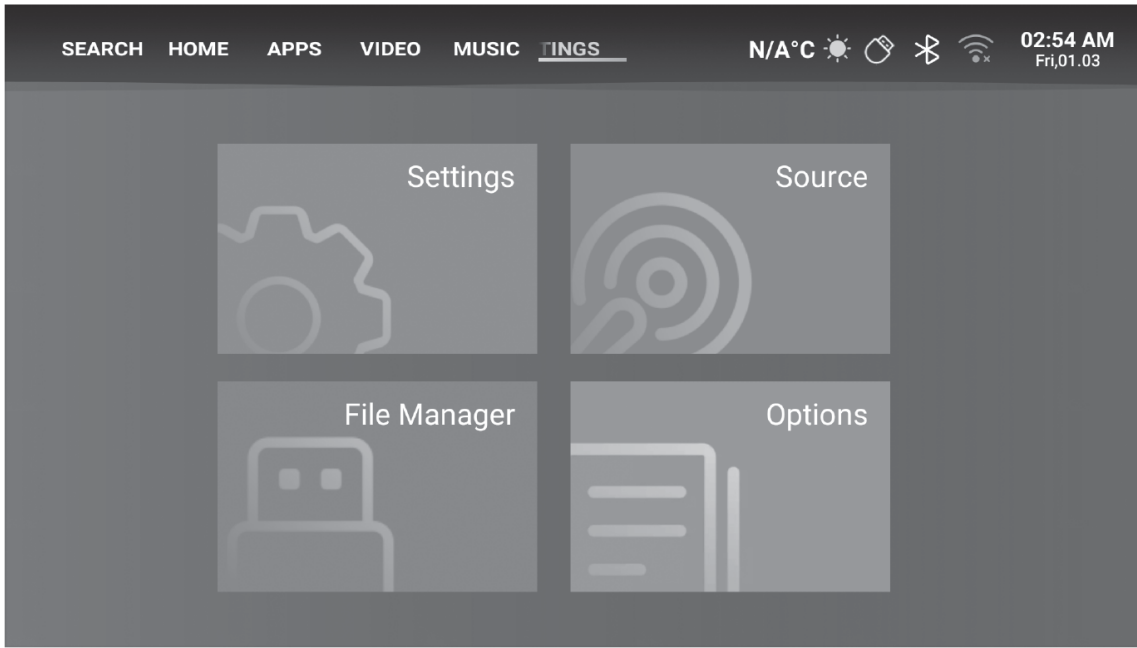 SEARCH HOME APPS VIDEO MUSIC TINGS N/A°C 02:54 AM
Fri,01.03
Settings
Source
File Manager
Options